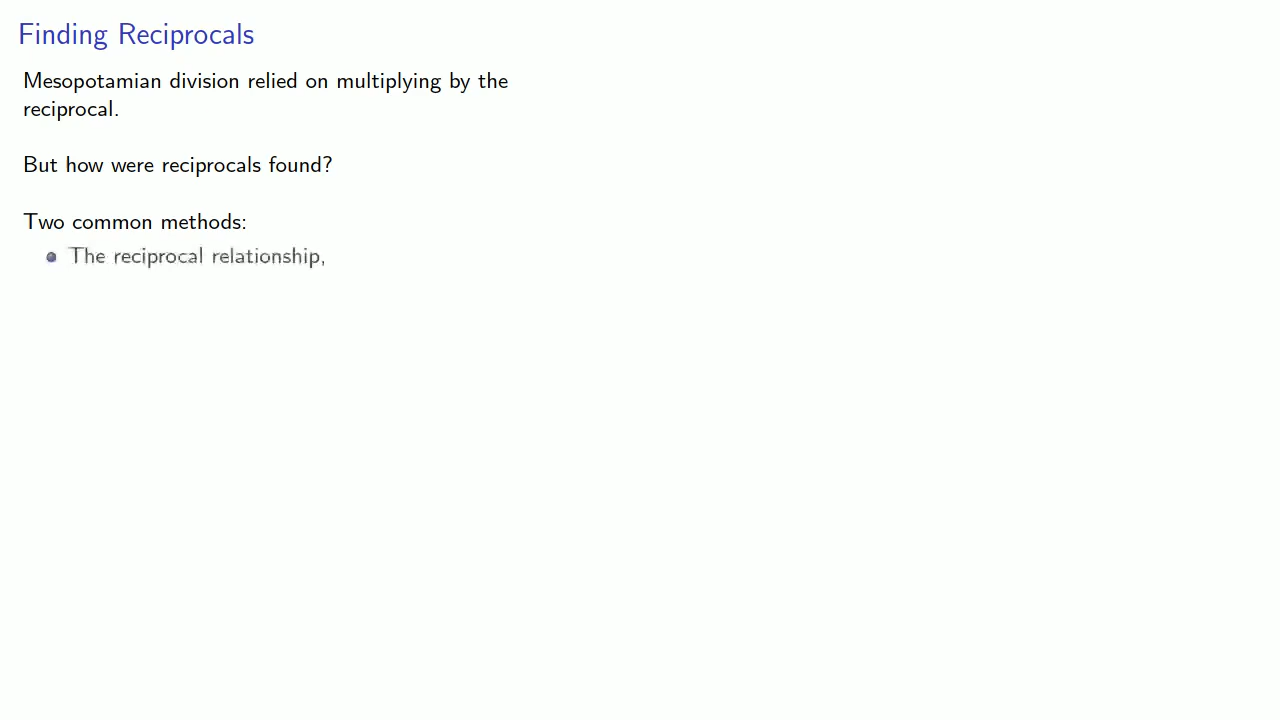 Finding Reciprocals
Mesopotamian division relied on multiplying by the
reciprocal.
But how were reciprocals found?
Two common methods:
The reciprocal relationship,